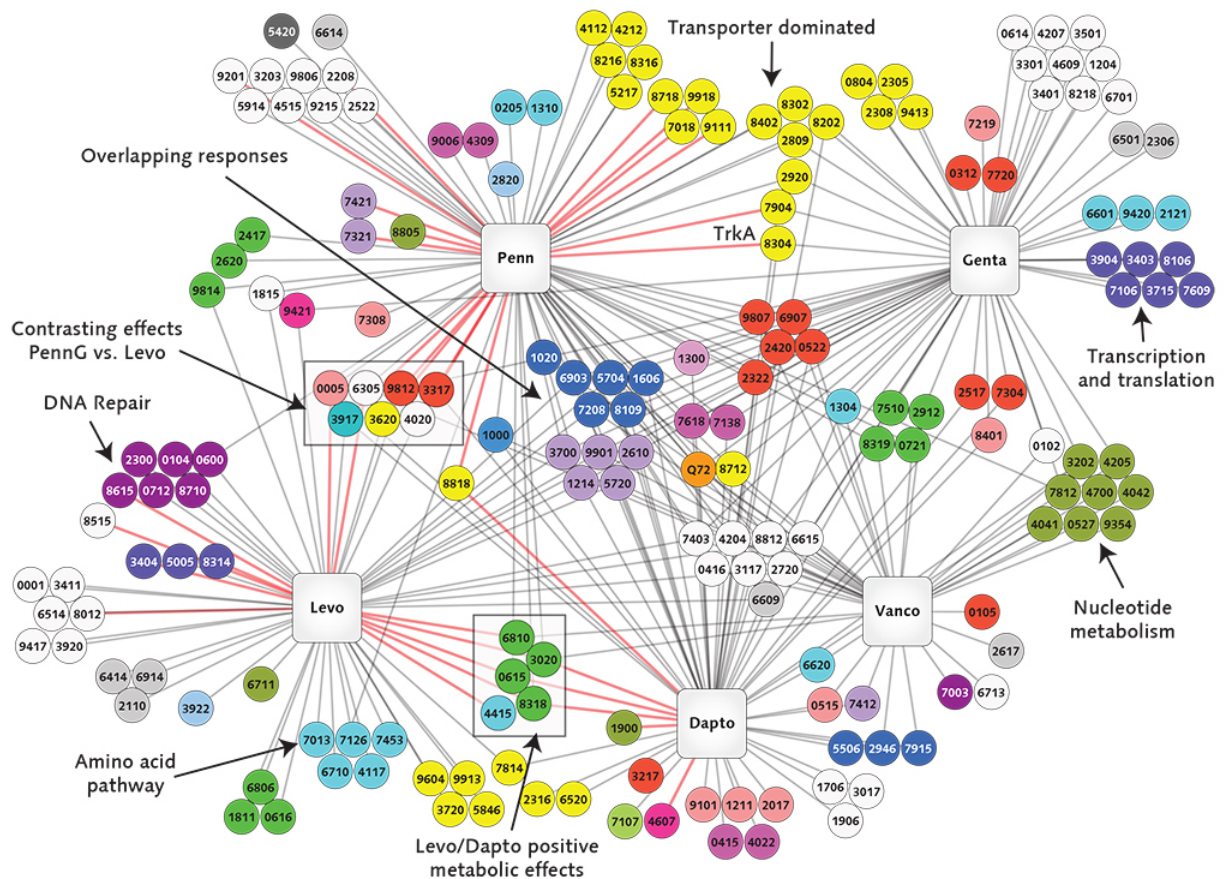 5420 6614
9201 3203 9806 2208
5914 4515 9215 2522
4112 4212
8216 8316
5217
8718 9918
7018 9111
Transporter dominated
8302
8402 8202
2809
2920
7904
TrkA
8304
0804 2305
2308 9413
0614 4207 3501
3301 4609 1204
3401 8218 6701
7219
6501 2306
0312 7720
6601 9420 2121
3904 3403 8106
7106 3715 7609
Transcription
and translation
0205 1310
9006 4309
2820
Overlapping responses
7421
7321 8805
2417
2620
9814
1815
9421
7308
Penn
Genta
Contrasting effects
PennG vs. Levo
0005 6305 9812 3317
3917 3620 4020
DNA Repair
2300 0104 0600
8615 0712 8710
8515
3404 5005 8314
1020
6903 5704 1606
7208 8109
1000
3700 9901 2610
1214 5720
8818
9807 6907
2420 0522
2322
1300
7618 7138
Q72 8712
1304
7510 2912
8319 0721
2517 7304
8401
0102
3202 4205
7812 4700 4042
4041 0527 9354
Nucleotide
metabolism
7403 4204 8812 6615
0416 3117 2720
6609
0001 3411
6514 8012
9417 3920
Levo
Vanco
0105
2617
7003 6713
6414 6914
2110
3922
6711
6810
3020
0615
4415 8318
Dapto
6620
0515 7412
5506 2946 7915
1706 3017
1906
1900
3217
7107 4607
9101 1211 2017
0415 4022
Amino acid
pathway
7013 7126 7453
6710 4117
6806
1811 0616
9604 9913
3720 5846
7814
2316 6520
Levo/Dapto positive
metabolic effects